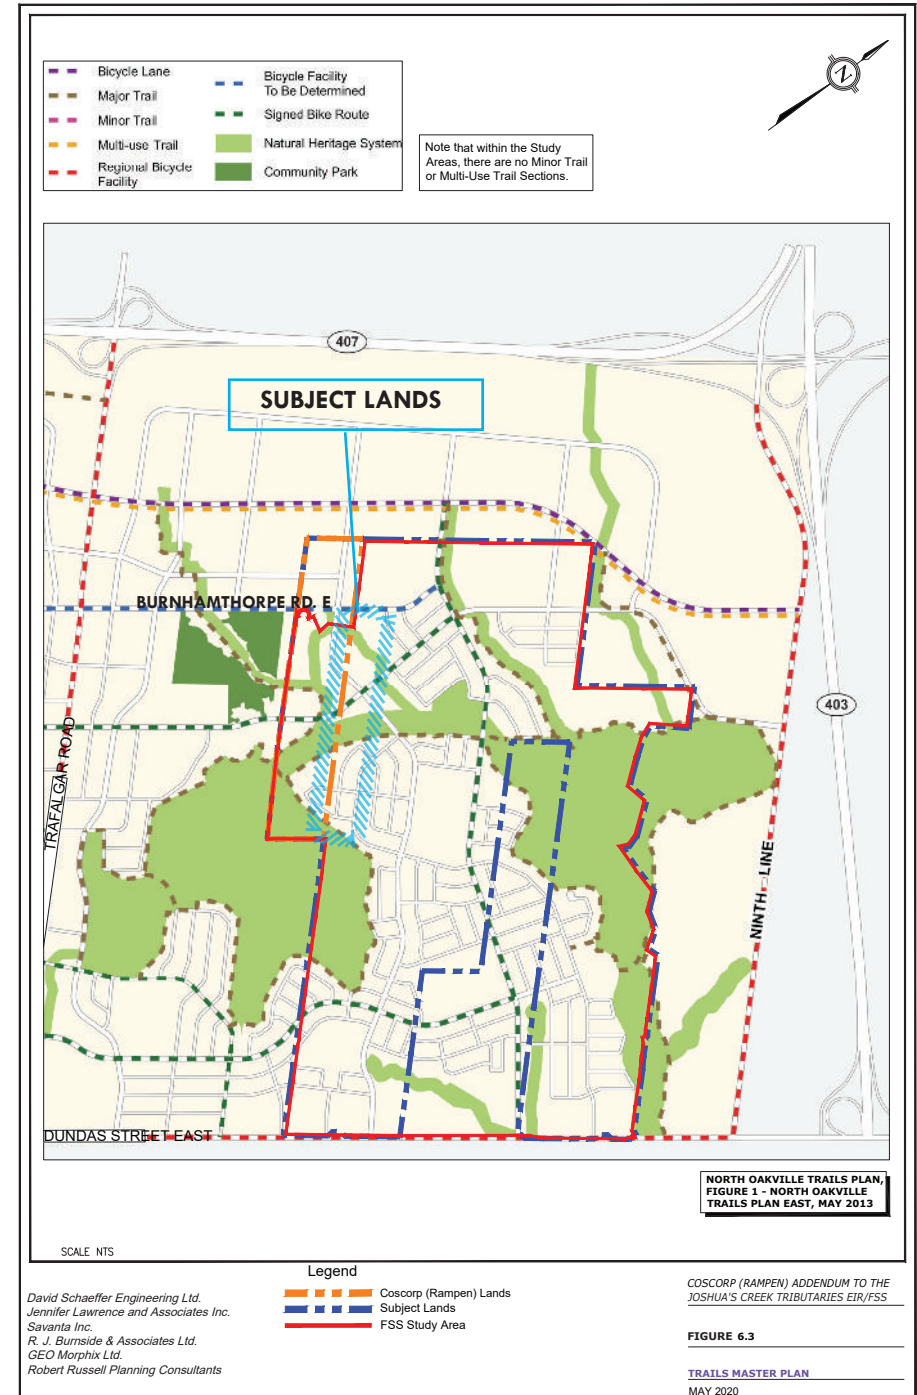 Bicycle Lane
Major Trail
Minor Trail
Multi-use Trail
Regional Bicycle
Facility
Bicycle Facility
To Be Determined
Signed Bike Route
Natural Heritage System
Community Park
Note that within the Study
Areas, there are no Minor Trail
or Multi-Use Trail Sections.
N
407
SUBJECT LANDS
BURNHAMTHORPE RD. E
403
TRAFALGAR ROAD
NINTH LINE
DUNDAS STREET EAST
NORTH OAKVILLE TRAILS PLAN,
FIGURE 1 - NORTH OAKVILLE
TRAILS PLAN EAST, MAY 2013
SCALE NTS
Legend
Coscorp (Rampen) Lands
Subject Lands
FSS Study Area
David Schaeffer Engineering Ltd.
Jennifer Lawrence and Associates Inc.
Savanta Inc.
R. J. Burnside & Associates Ltd.
GEO Morphix Ltd.
Robert Russell Planning Consultants
COSCORP (RAMPEN) ADDENDUM TO THE
JOSHUA'S CREEK TRIBUTARIES EIR/FSS
FIGURE 6.3
TRAILS MASTER PLAN
MAY 2020